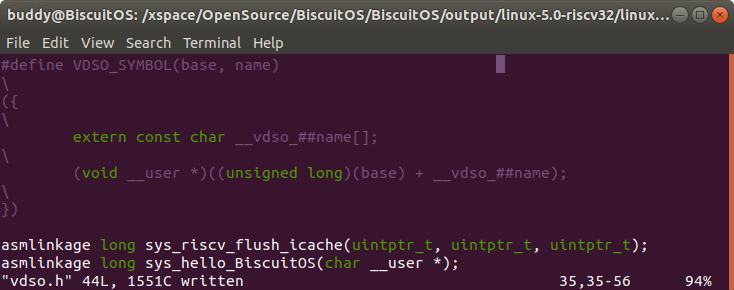 buddy@BiscuitOS: /xspace/OpenSource/BiscuitOS/BiscuitOS/output/linux-5.0-riscv32/linux...
File Edit View Search Terminal Help
#define VDSO_SYMBOL(base, name)
\
({
\
        extern const char __vdso_##name[];
\
        (void __user *)((unsigned long)(base) + __vdso_##name);
\
})

asmlinkage long sys_riscv_flush_icache(uintptr_t, uintptr_t, uintptr_t);
asmlinkage long sys_hello_BiscuitOS(char __user *);
"vdso.h" 44L, 1551C written                                   35,35-56      94%